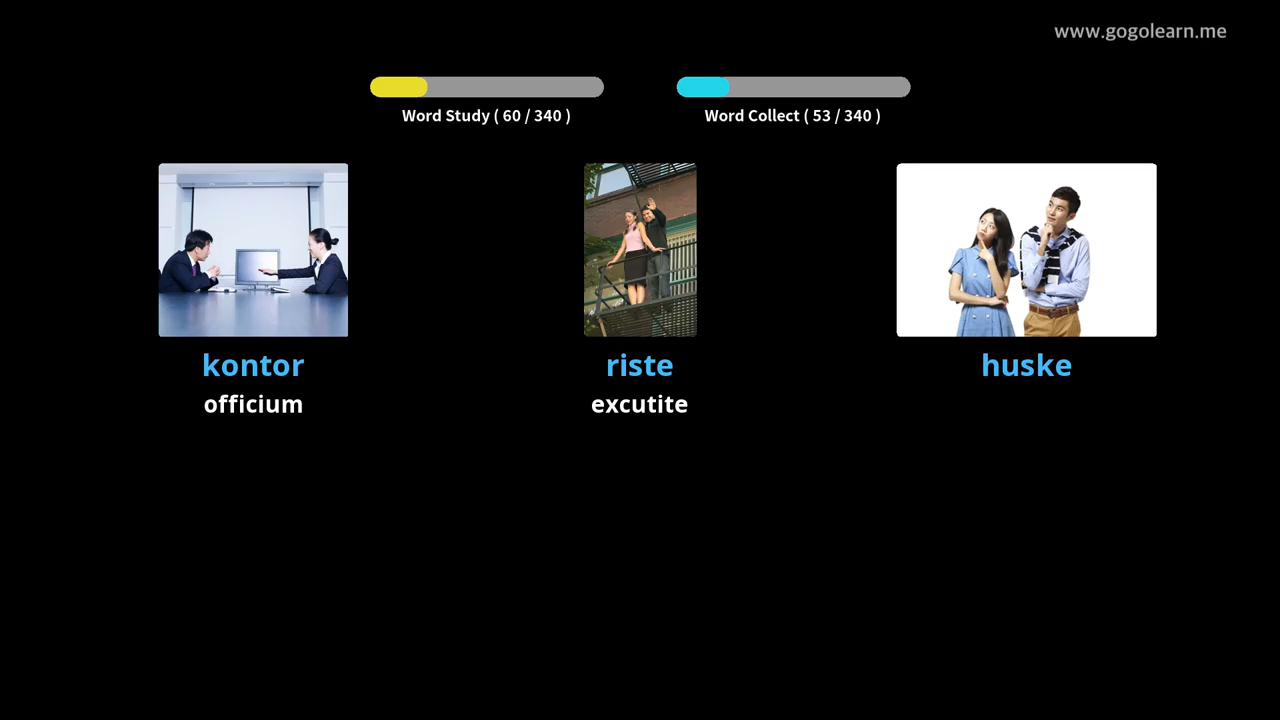 www.gogolearn.me
Word Study ( 60 / 340 )
Word Collect ( 53 / 340 )
kontor
riste
huske
officium
excutite